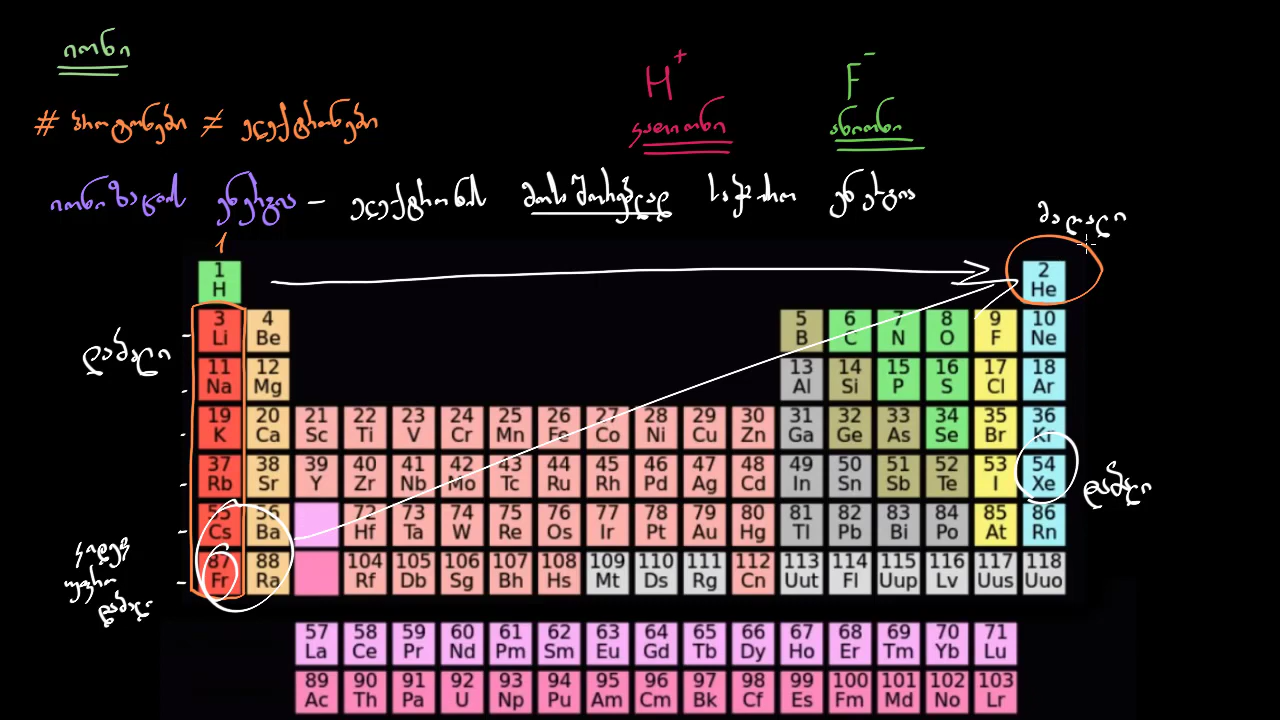 იონი
H⁺ F⁻
# პროტონები ≠ ელექტრონები
კათიონი ანიონი
იონიზაციის ენერგია – ელექტრონის მოსაშორებლად საჭირო ენერგია
1 მაღალი
1 H 2 He
3 Li 4 Be 5 B 6 C 7 N 8 O 9 F 10 Ne
დაბალი
11 Na 12 Mg 13 Al 14 Si 15 P 16 S 17 Cl 18 Ar
19 K 20 Ca 21 Sc 22 Ti 23 V 24 Cr 25 Mn 26 Fe 27 Co 28 Ni 29 Cu 30 Zn 31 Ga 32 Ge 33 As 34 Se 35 Br 36 Kr
37 Rb 38 Sr 39 Y 40 Zr 41 Nb 42 Mo 43 Tc 44 Ru 45 Rh 46 Pd 47 Ag 48 Cd 49 In 50 Sn 51 Sb 52 Te 53 I 54 Xe
დაბალი
55 Cs 56 Ba 72 Hf 73 Ta 74 W 75 Re 76 Os 77 Ir 78 Pt 79 Au 80 Hg 81 Tl 82 Pb 83 Bi 84 Po 85 At 86 Rn
კიდევ
უფრო
დაბალი
87 Fr 88 Ra 104 Rf 105 Db 106 Sg 107 Bh 108 Hs 109 Mt 110 Ds 111 Rg 112 Cn 113 Uut 114 Fl 115 Uup 116 Lv 117 Uus 118 Uuo
57 La 58 Ce 59 Pr 60 Nd 61 Pm 62 Sm 63 Eu 64 Gd 65 Tb 66 Dy 67 Ho 68 Er 69 Tm 70 Yb 71 Lu
89 Ac 90 Th 91 Pa 92 U 93 Np 94 Pu 95 Am 96 Cm 97 Bk 98 Cf 99 Es 100 Fm 101 Md 102 No 103 Lr